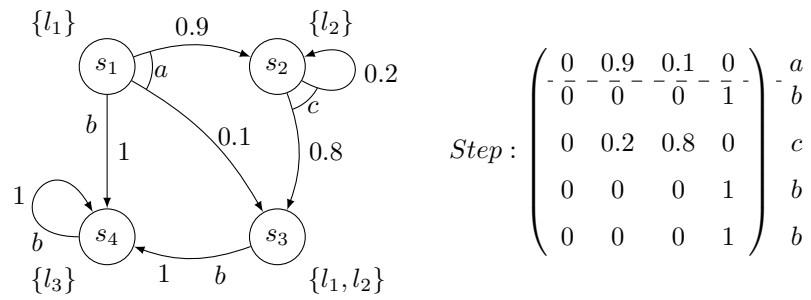 {l₁}
0.9
{l₂}
s₁
a
s₂
0.2
c
b
0.1
1
0.8
1
s₄
s₃
b
1
b
{l₃}
{l₁, l₂}
Step :
0 0.9 0.1 0 a
0 0 0 1 b
0 0.2 0.8 0 c
0 0 0 1 b
0 0 0 1 b